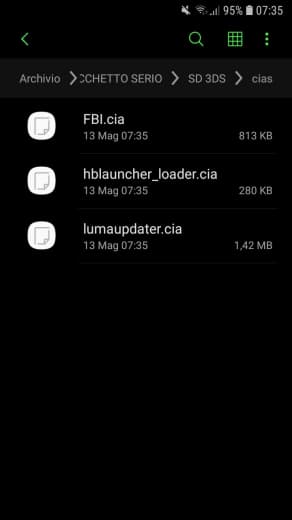 95% 07:35
Archivio CCHETTO SERIO SD 3DS cias
FBI.cia
13 Mag 07:35 813 KB
hblauncher_loader.cia
13 Mag 07:35 280 KB
lumaupdater.cia
13 Mag 07:35 1,42 MB